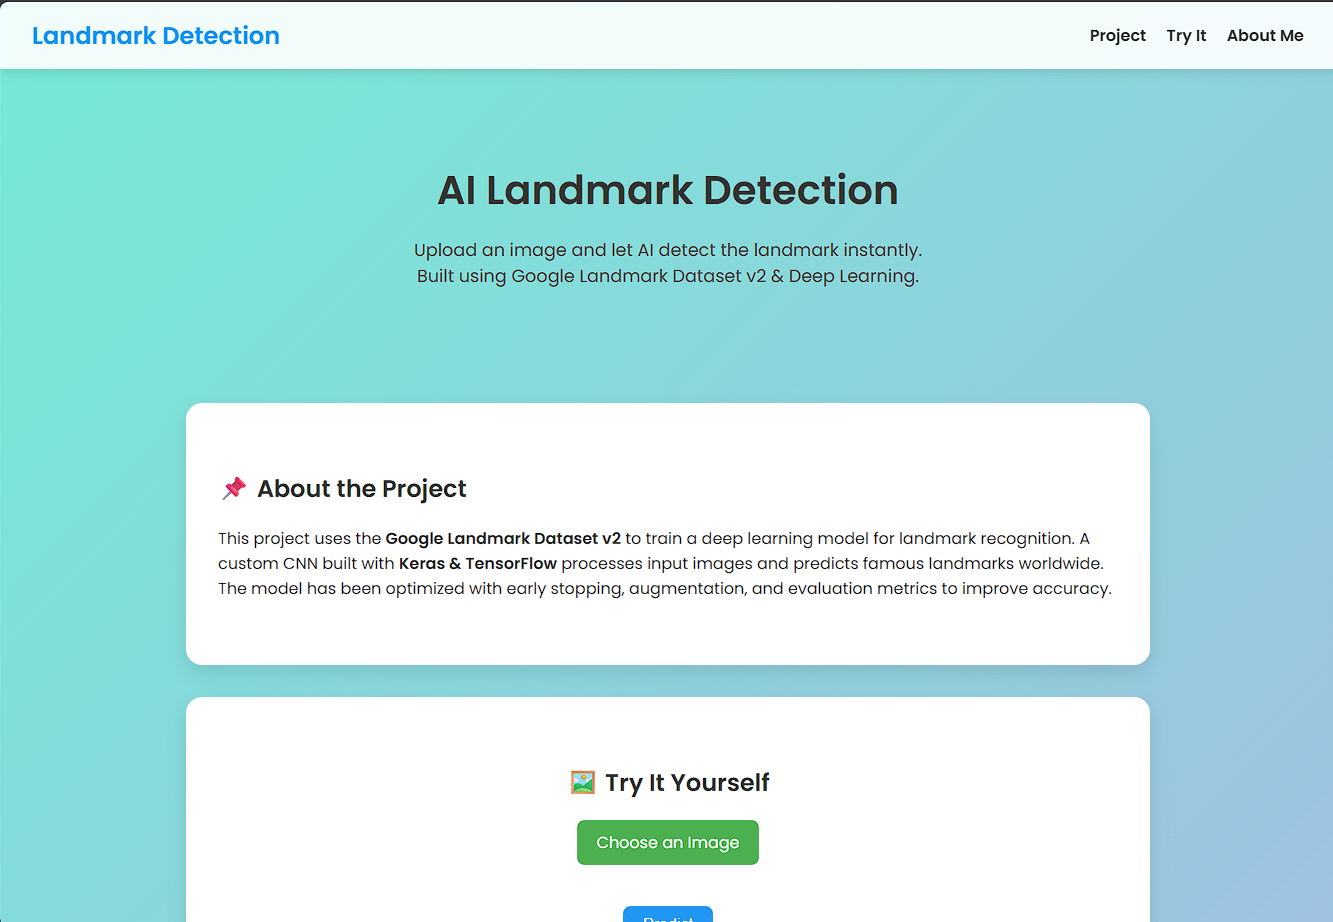 Landmark Detection
Project Try It About Me
AI Landmark Detection
Upload an image and let AI detect the landmark instantly.
Built using Google Landmark Dataset v2 & Deep Learning.
About the Project
This project uses the Google Landmark Dataset v2 to train a deep learning model for landmark recognition. A
custom CNN built with Keras & TensorFlow processes input images and predicts famous landmarks worldwide.
The model has been optimized with early stopping, augmentation, and evaluation metrics to improve accuracy.
Try It Yourself
Choose an Image
Predict